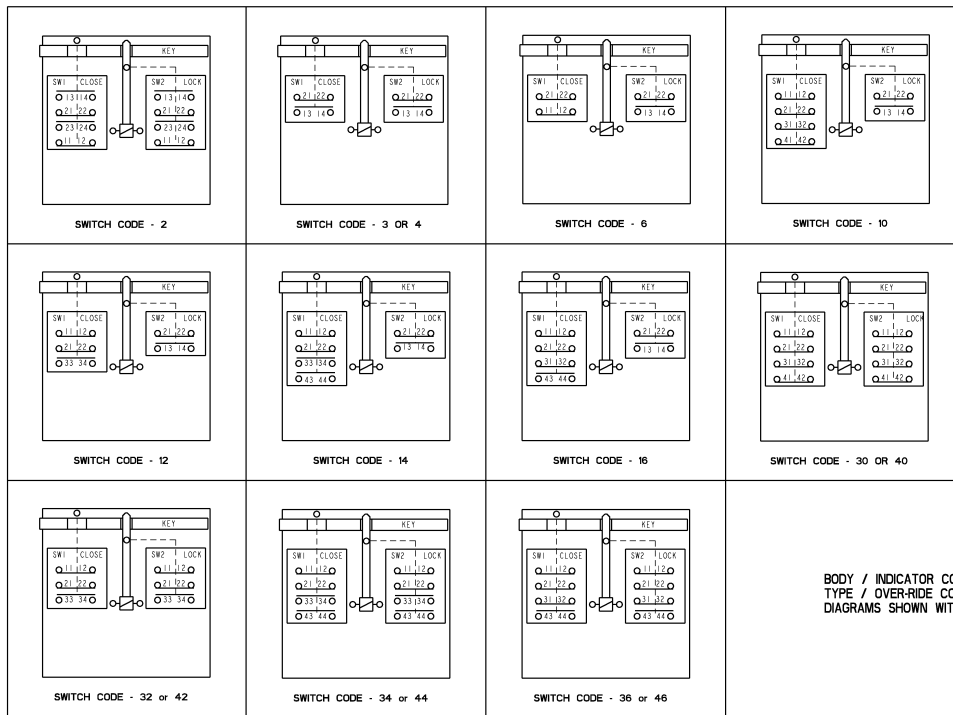 KEY
SW1 CLOSE
13 14
21 22
23 24
11 12
SW2 LOCK
13 14
21 22
23 24
11 12
SWITCH CODE - 2
KEY
SW1 CLOSE
21 22
13 14
SW2 LOCK
21 22
13 14
SWITCH CODE - 3 OR 4
KEY
SW1 CLOSE
21 22
11 12
SW2 LOCK
21 22
13 14
SWITCH CODE - 6
KEY
SW1 CLOSE
11 12
21 22
31 32
41 42
SW2 LOCK
21 22
13 14
SWITCH CODE - 10
KEY
SW1 CLOSE
11 12
21 22
33 34
SW2 LOCK
21 22
13 14
SWITCH CODE - 12
KEY
SW1 CLOSE
11 12
21 22
33 34
43 44
SW2 LOCK
21 22
13 14
SWITCH CODE - 14
KEY
SW1 CLOSE
11 12
21 22
31 32
43 44
SW2 LOCK
21 22
13 14
SWITCH CODE - 16
KEY
SW1 CLOSE
11 12
21 22
31 32
41 42
SW2 LOCK
11 12
21 22
31 32
41 42
SWITCH CODE - 30 OR 40
KEY
SW1 CLOSE
11 12
21 22
33 34
SW2 LOCK
11 12
21 22
33 34
SWITCH CODE - 32 or 42
KEY
SW1 CLOSE
11 12
21 22
33 34
43 44
SW2 LOCK
11 12
21 22
33 34
43 44
SWITCH CODE - 34 or 44
KEY
SW1 CLOSE
11 12
21 22
31 32
43 44
SW2 LOCK
11 12
21 22
31 32
43 44
SWITCH CODE - 36 or 46
BODY / INDICATOR CO
TYPE / OVER-RIDE CO
DIAGRAMS SHOWN WIT